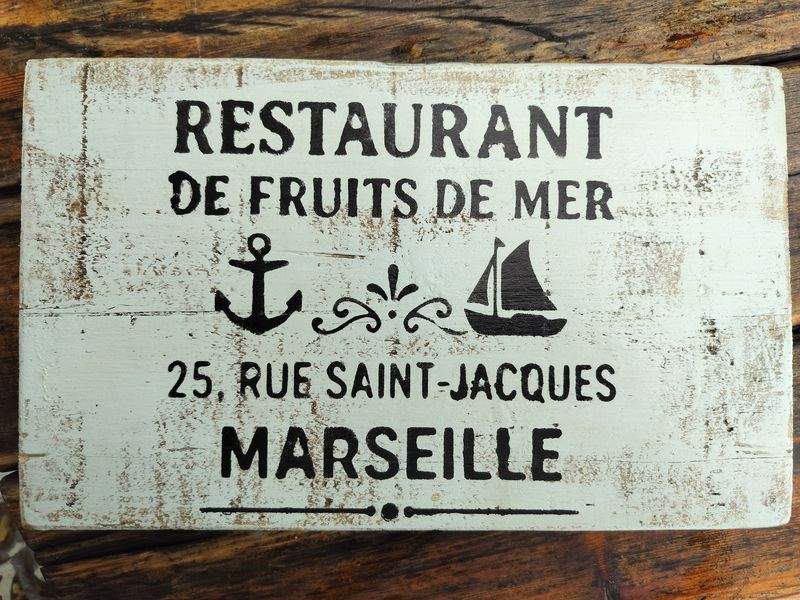 RESTAURANT
DE FRUITS DE MER
25, RUE SAINT-JACQUES
MARSEILLE